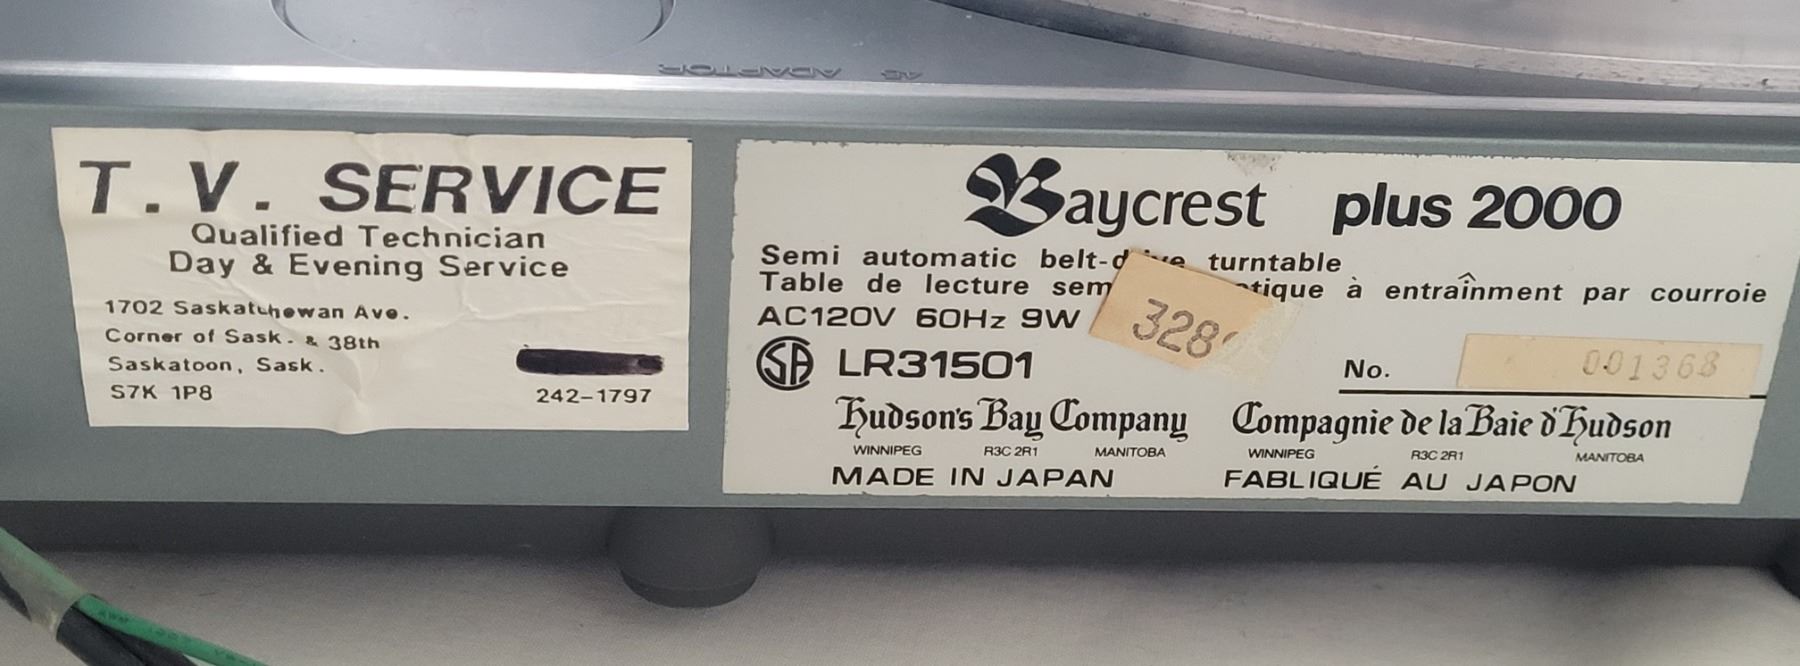 45 ADAPTOR
T. V. SERVICE
Qualified Technician
Day & Evening Service
1702 Saskatchewan Ave.
Corner of Sask. & 38th
Saskatoon, Sask.
S7K 1P8
242-1797
Baycrest plus 2000
Semi automatic belt- turntable
Table de lecture à entraînment par courroie
AC120V 60Hz 9W
328
SA LR31501
No. 001368
Hudson's Bay Company
WINNIPEG R3C 2R1 MANITOBA
MADE IN JAPAN
Compagnie de la Baie d'Hudson
WINNIPEG R3C 2R1 MANITOBA
FABLIQUÉ AU JAPON